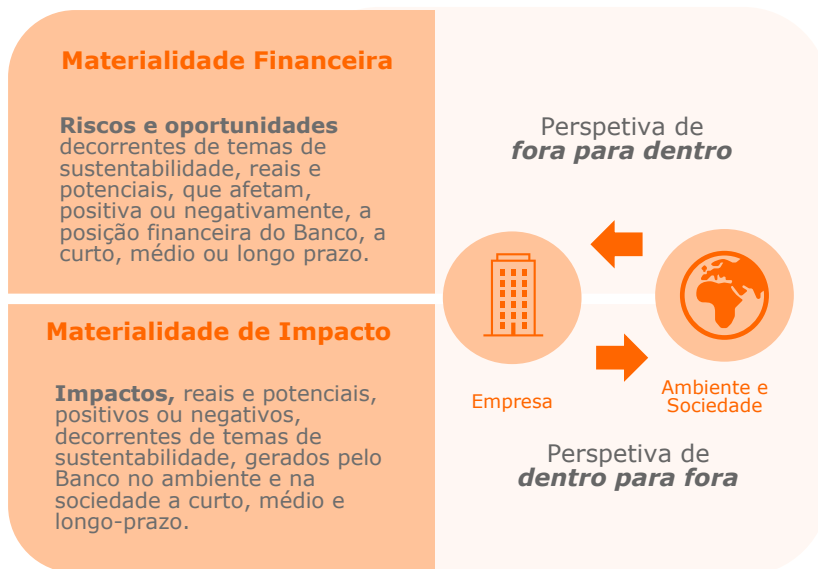 Materialidade Financeira
Riscos e oportunidades
decorrentes de temas de
sustentabilidade, reais e
potenciais, que afetam,
positiva ou negativamente, a
posição financeira do Banco, a
curto, médio ou longo prazo.
Perspetiva de
fora para dentro
Materialidade de Impacto
Impactos, reais e potenciais,
positivos ou negativos,
decorrentes de temas de
sustentabilidade, gerados pelo
Banco no ambiente e na
sociedade a curto, médio e
longo-prazo.
Empresa
Ambiente e
Sociedade
Perspetiva de
dentro para fora